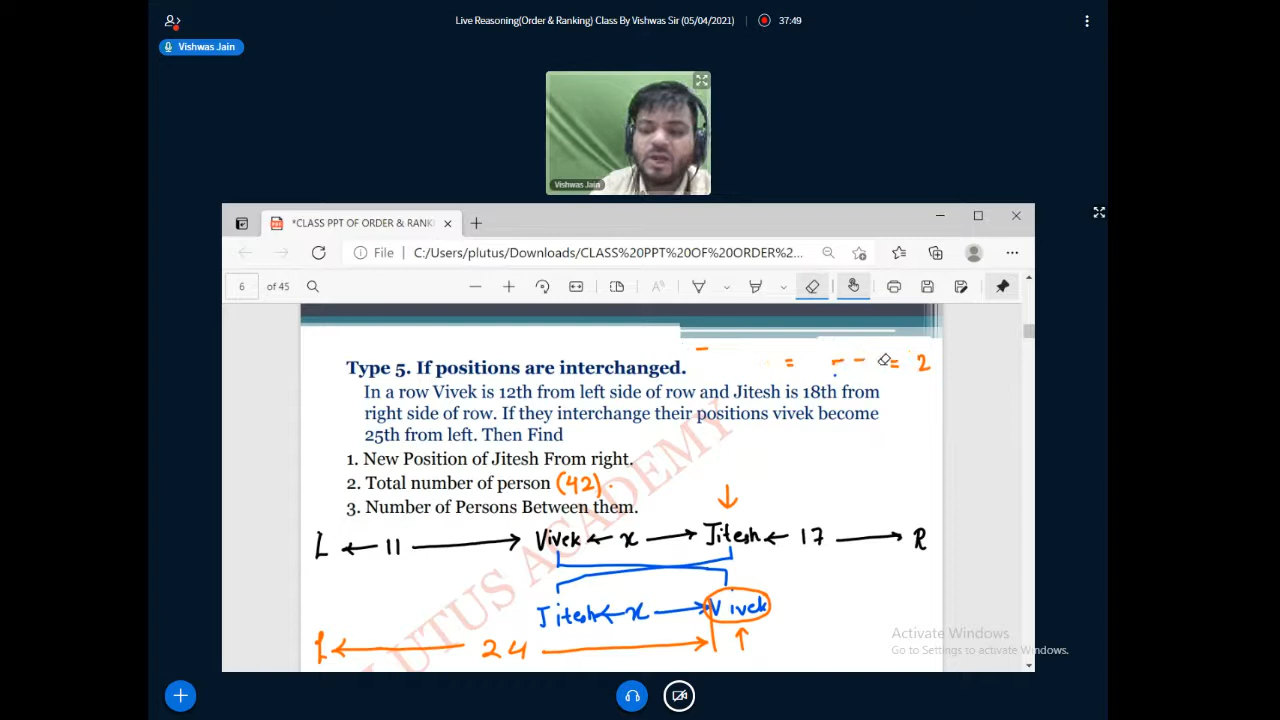 Live Reasoning(Order & Ranking) Class By Vishwas Sir (05/04/2021) 37:49
Vishwas Jain
Vishwas Jain
*CLASS PPT OF ORDER & RANKI
File C:/Users/plutus/Downloads/CLASS%20PPT%20OF%20ORDER%2...
6 of 45
= - - = 2
Type 5. If positions are interchanged.
In a row Vivek is 12th from left side of row and Jitesh is 18th from
right side of row. If they interchange their positions vivek become
25th from left. Then Find
1. New Position of Jitesh From right.
2. Total number of person (42).
3. Number of Persons Between them.
L 11 Vivek x Jitesh 17 R
Jitesh x Vivek
L 24
PLUTUS ACADEMY
Activate Windows
Go to Settings to activate Windows.